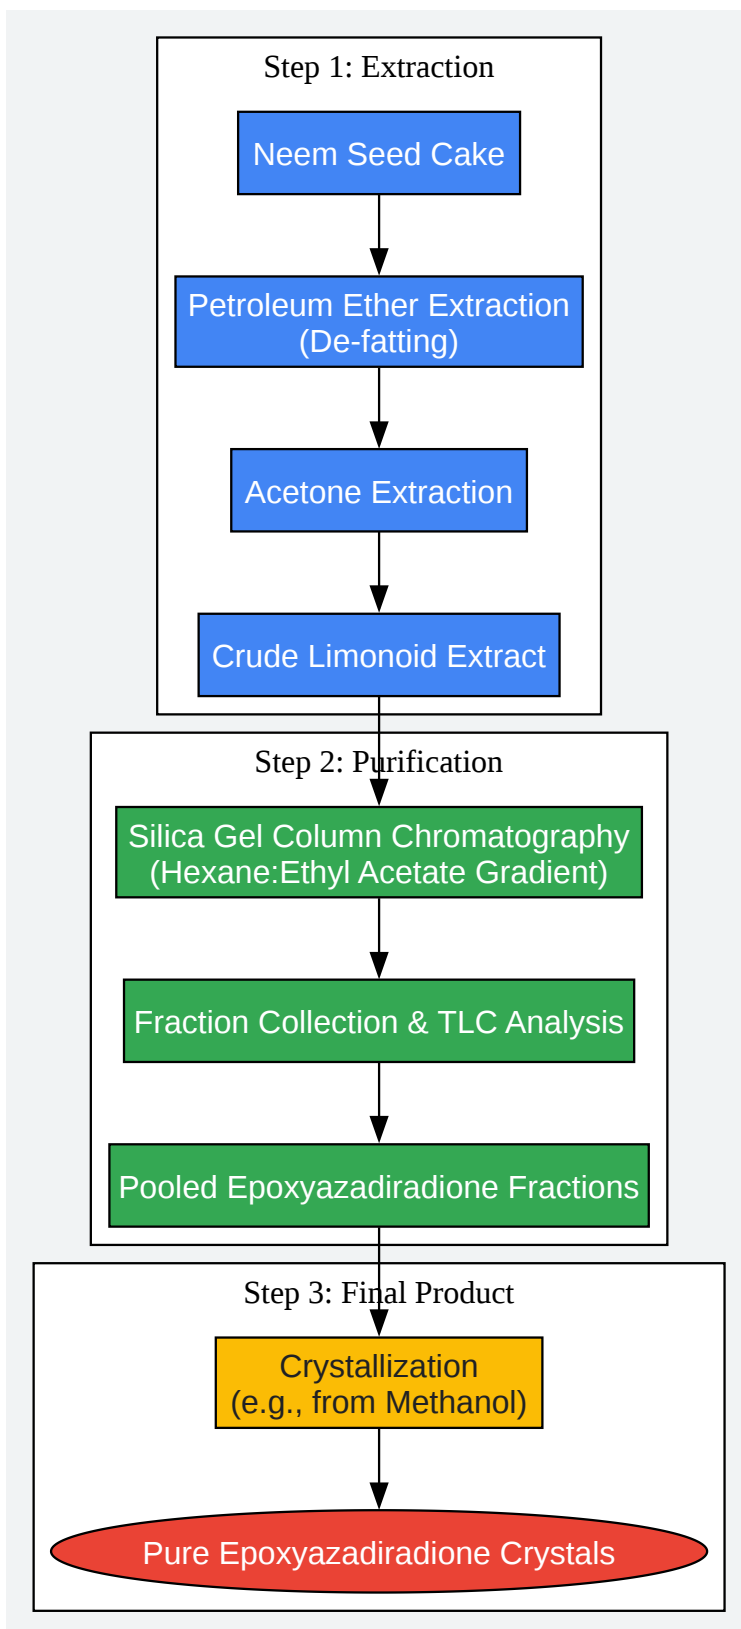 Step 1: Extraction
Neem Seed Cake
Petroleum Ether Extraction
(De-fatting)
Acetone Extraction
Crude Limonoid Extract
Step 2: Purification
Silica Gel Column Chromatography
(Hexane:Ethyl Acetate Gradient)
Fraction Collection & TLC Analysis
Pooled Epoxyazadiradione Fractions
Step 3: Final Product
Crystallization
(e.g., from Methanol)
Pure Epoxyazadiradione Crystals